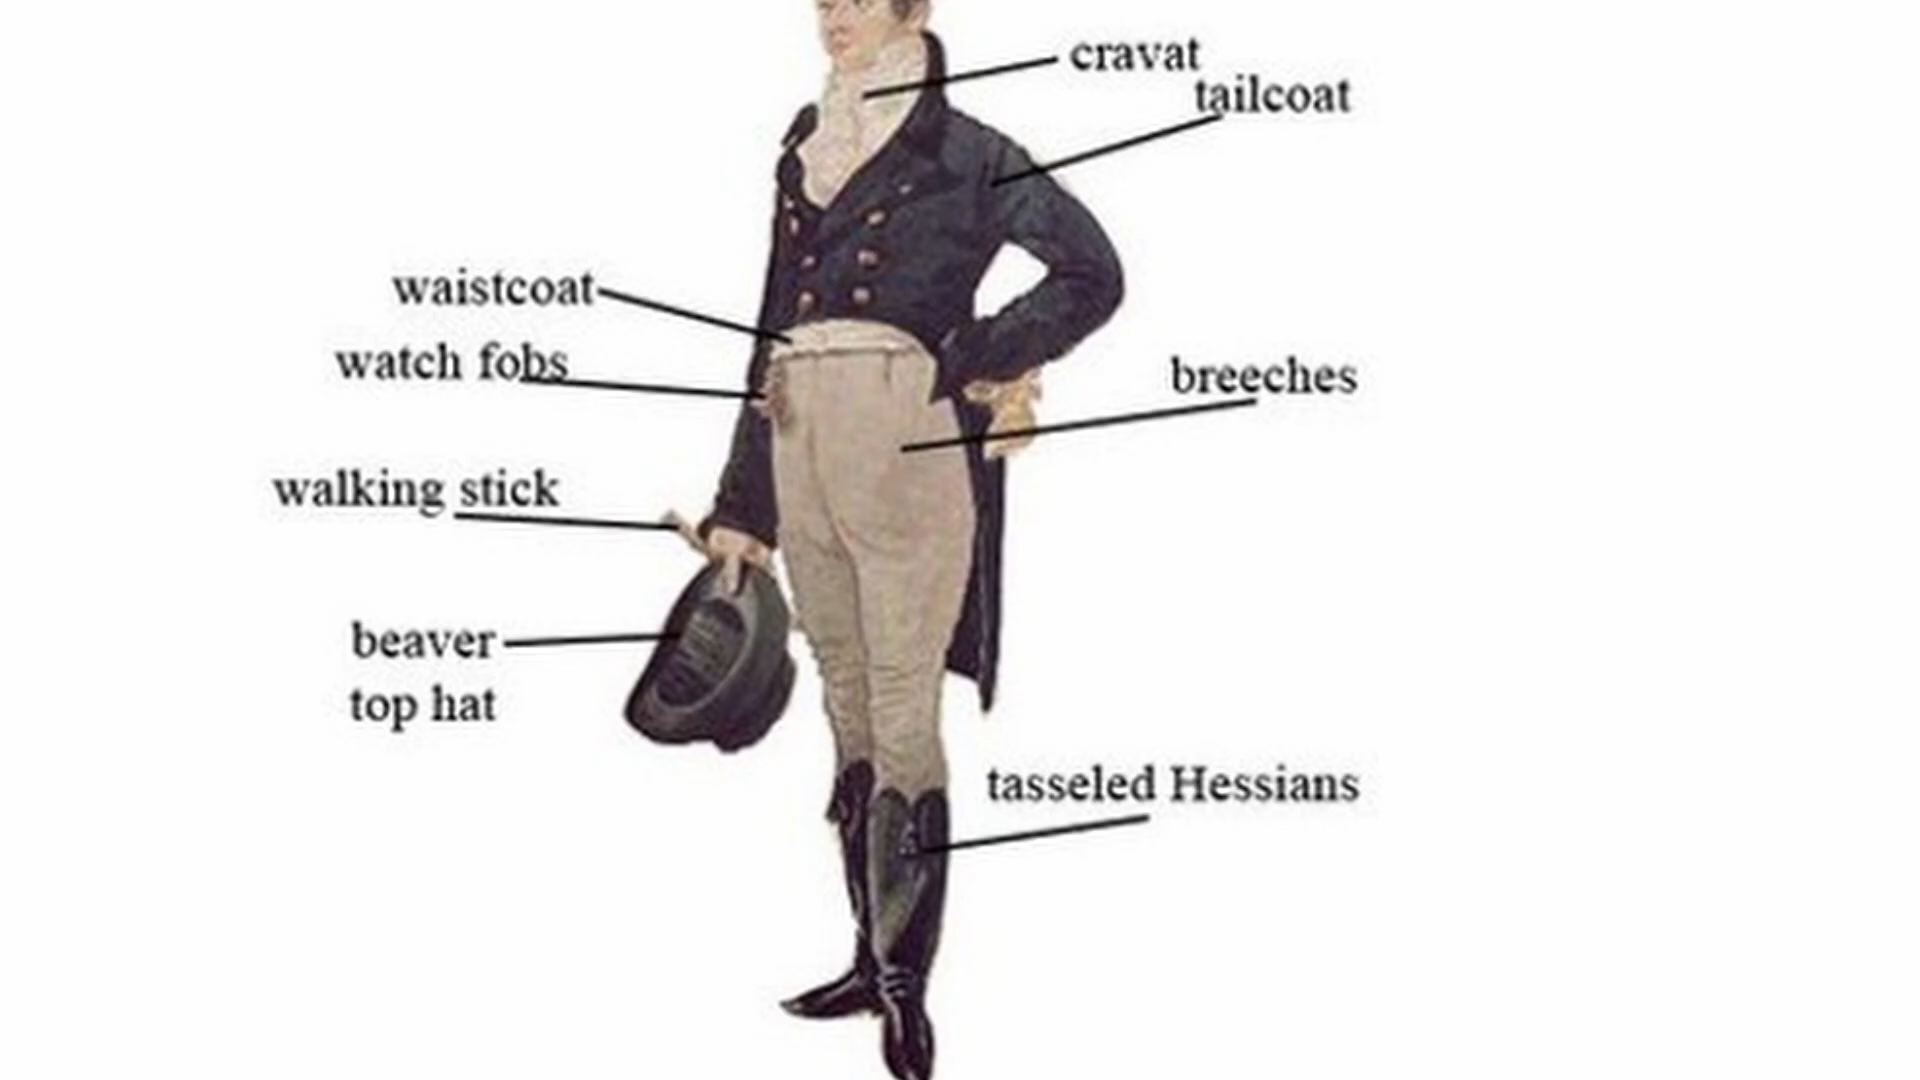 cravat
tailcoat
waistcoat
watch fobs
breeches
walking stick
beaver
top hat
tasseled Hessians